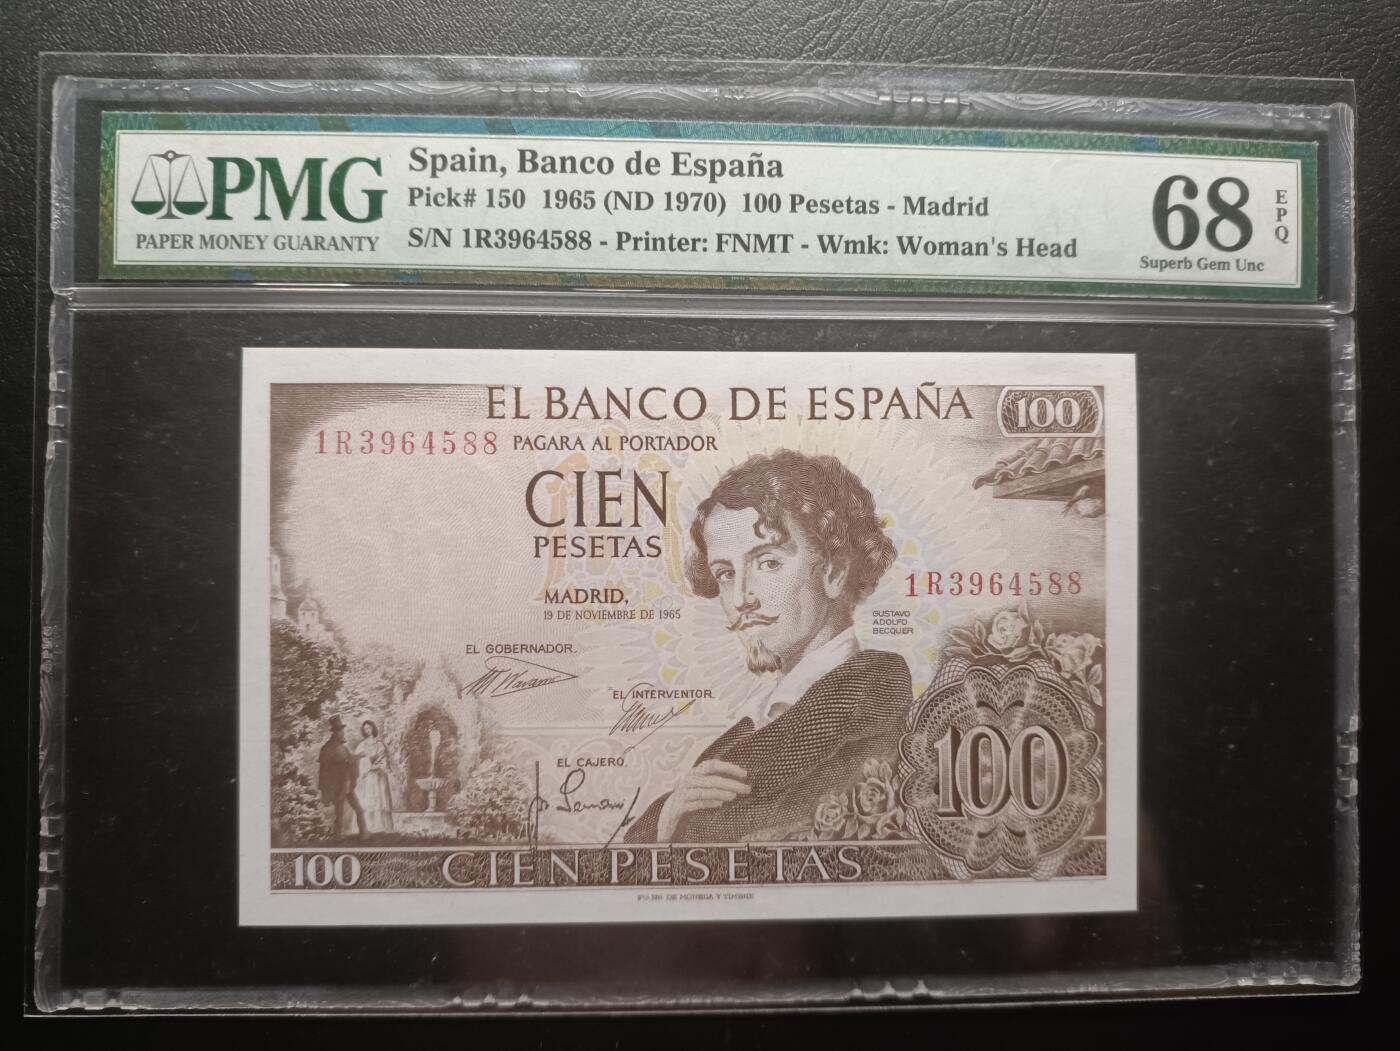 PMG
PAPER MONEY GUARANTY
Spain, Banco de España
Pick# 150 1965 (ND 1970) 100 Pesetas - Madrid
S/N 1R3964588 - Printer: FNMT - Wmk: Woman's Head
68
EPQ
Superb Gem Unc
EL BANCO DE ESPAÑA
100
1R3964588
PAGARA AL PORTADOR
CIEN
PESETAS
MADRID,
19 DE NOVIEMBRE DE 1965
1R3964588
GUSTAVO
ADOLFO
BECQUER
EL GOBERNADOR.
EL INTERVENTOR.
EL CAJERO
100
100
CIEN PESETAS
DE MONEDA Y TIMBRE